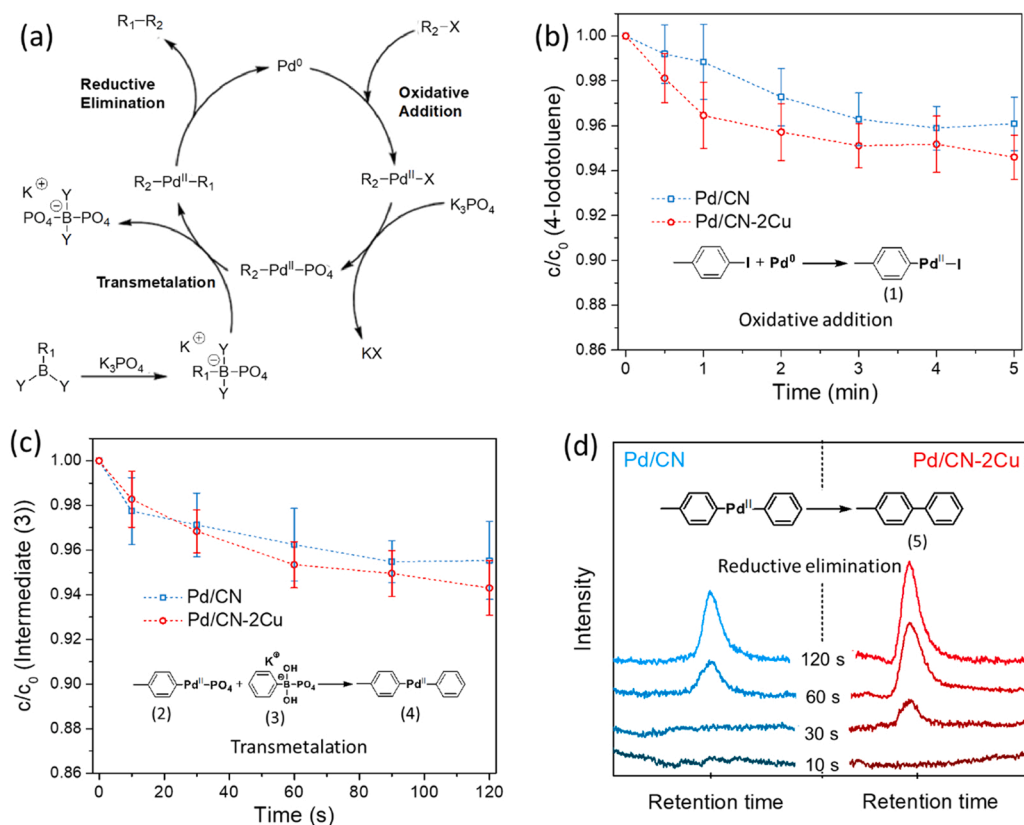 (a)
R₁–R₂
R₂–X
Pd⁰
Reductive
Elimination
Oxidative
Addition
R₂–Pdᴵᴵ–R₁
R₂–Pdᴵᴵ–X
K⊕
Y
PO₄–B⊖–PO₄
Y
K₃PO₄
R₂–Pdᴵᴵ–PO₄
Transmetalation
K⊕
Y
R₁–B⊖–PO₄
Y
KX
R₁
B
Y Y
K₃PO₄
(b)
c/c₀ (4-Iodotoluene)
1.00
0.98
0.96
0.94
0.92
0.90
0.88
0.86
Pd/CN
Pd/CN-2Cu
I + Pd⁰
Pdᴵᴵ–I
(1)
Oxidative addition
0 1 2 3 4 5
Time (min)
(c)
c/c₀ (Intermediate (3))
1.00
0.98
0.96
0.94
0.92
0.90
0.88
0.86
Pd/CN
Pd/CN-2Cu
K⊕
OH
Pdᴵᴵ–PO₄ + B⊖–PO₄
OH
Pdᴵᴵ
(2) (3) (4)
Transmetalation
0 20 40 60 80 100 120
Time (s)
(d)
Intensity
Pd/CN Pd/CN-2Cu
Pdᴵᴵ
(5)
Reductive elimination
120 s
60 s
30 s
10 s
Retention time Retention time